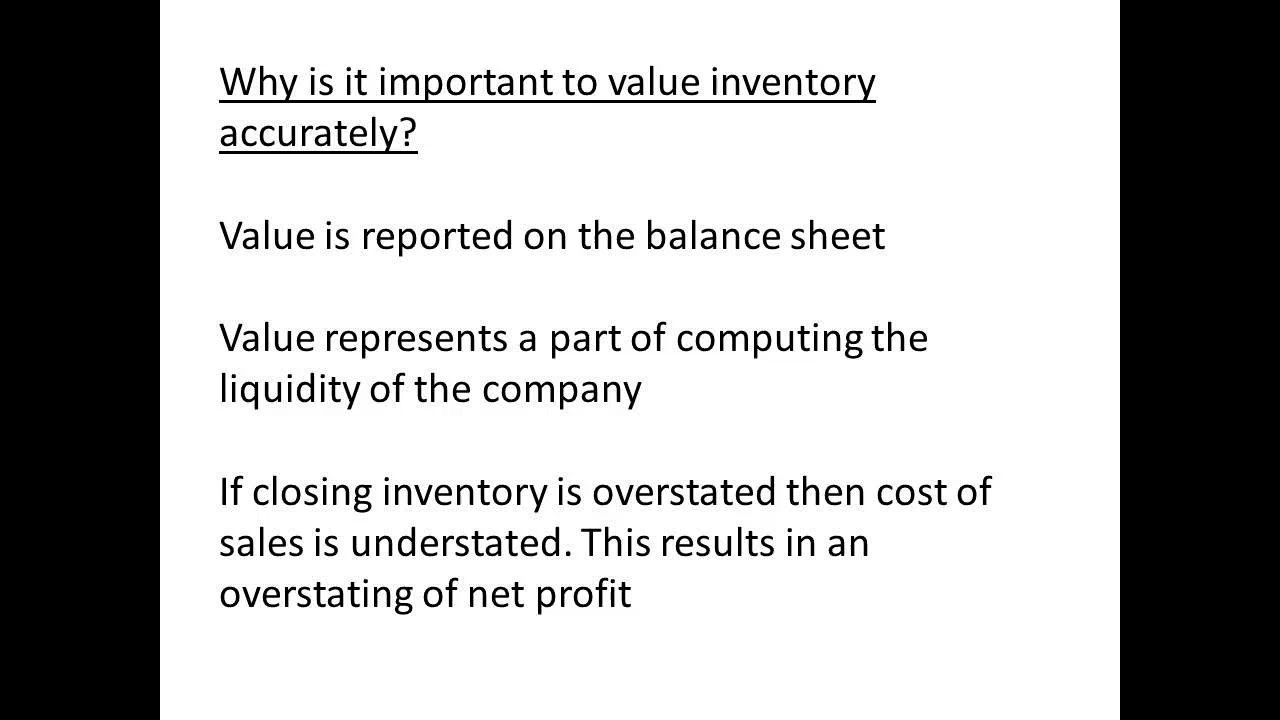 Why is it important to value inventory
accurately?
Value is reported on the balance sheet
Value represents a part of computing the
liquidity of the company
If closing inventory is overstated then cost of
sales is understated. This results in an
overstating of net profit